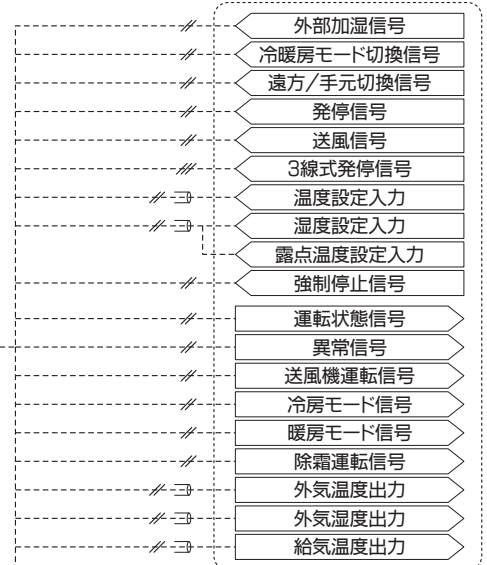 外部加湿信号
冷暖房モード切換信号
遠方/手元切換信号
発停信号
送風信号
3線式発停信号
温度設定入力
湿度設定入力
露点温度設定入力
強制停止信号
運転状態信号
異常信号
送風機運転信号
冷房モード信号
暖房モード信号
除霜運転信号
外気温度出力
外気湿度出力
給気温度出力